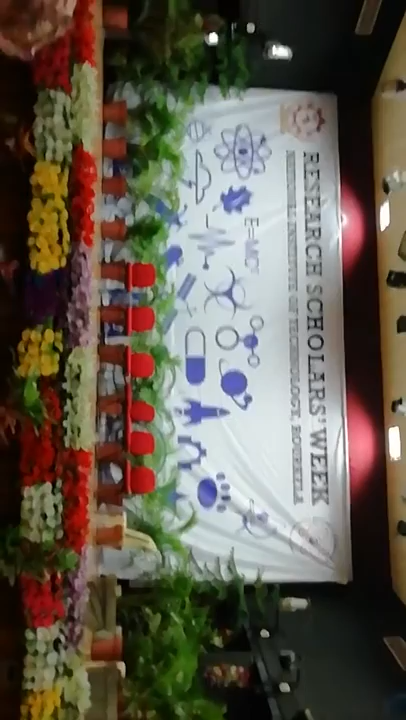 RESEARCH SCHOLARS' WEEK
NATIONAL INSTITUTE OF TECHNOLOGY, ROURKELA
E=MC²